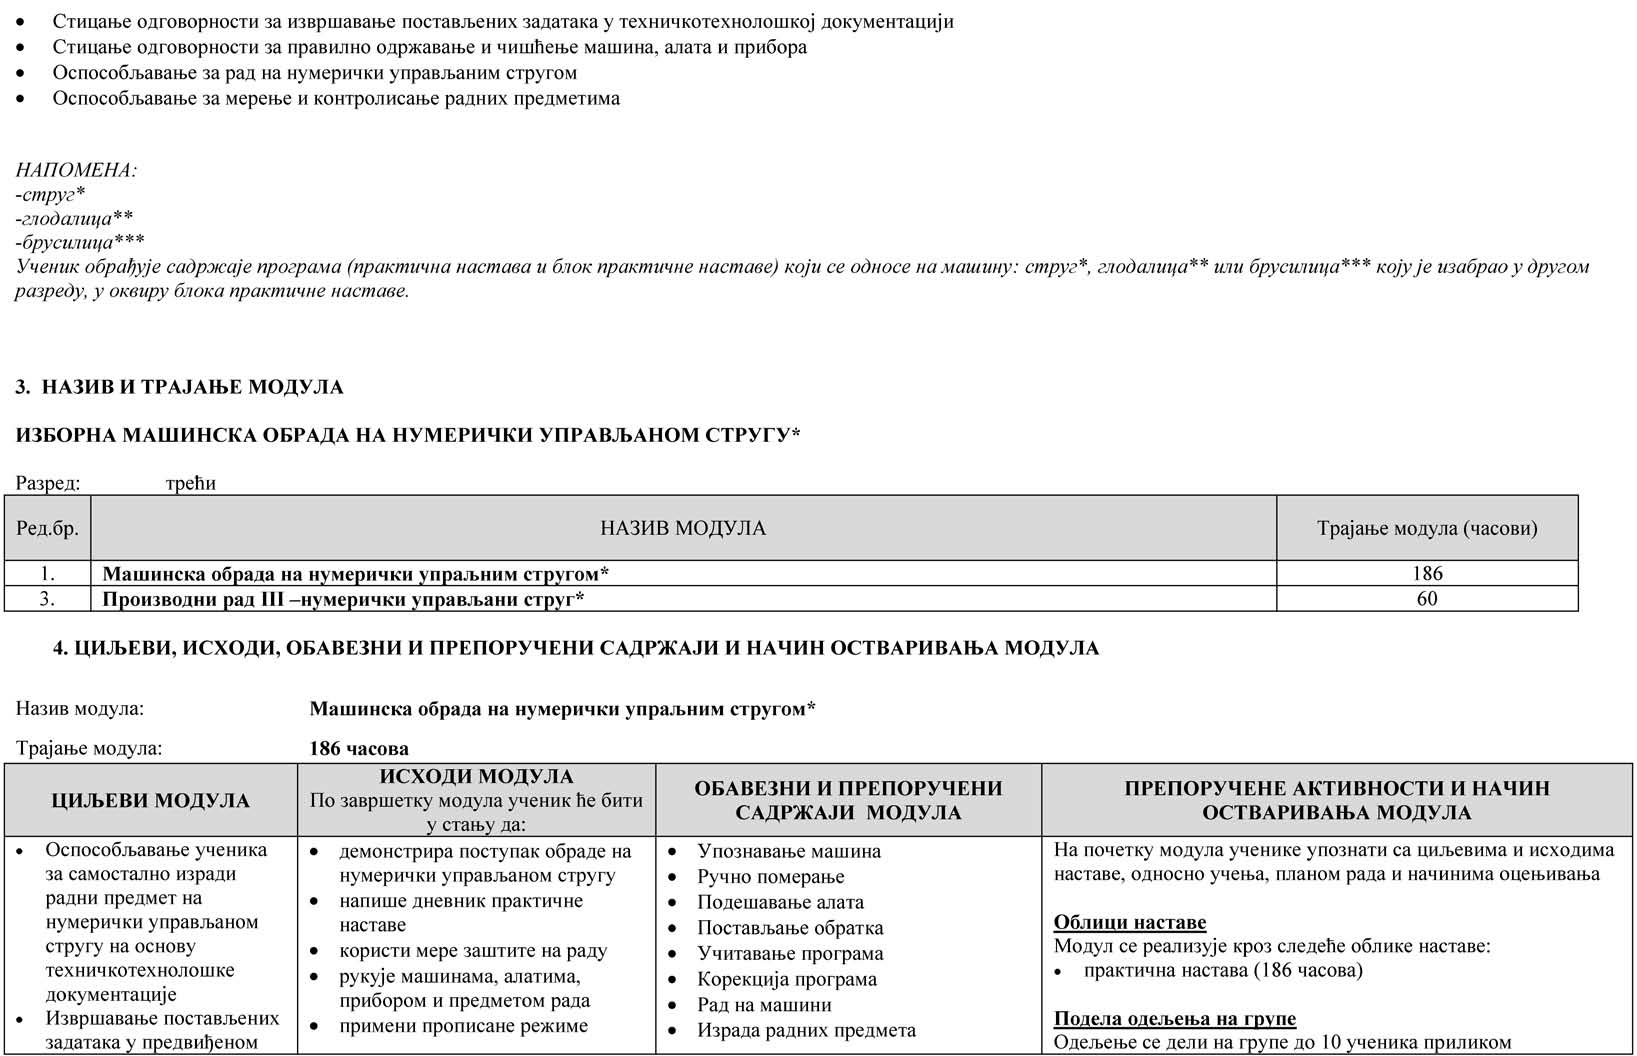 • Стицање одговорности за извршавање постављених задатака у техничкотехнолошкој документацији
• Стицање одговорности за правилно одржавање и чишћење машина, алата и прибора
• Оспособљавање за рад на нумерички управљаним стругом
• Оспособљавање за мерење и контролисање радних предметима
НАПОМЕНА:
-струг*
-глодалица**
-брусилица***
Ученик обрађује садржаје програма (практична настава и блок практичне наставе) који се односе на машину: струг*, глодалица** или брусилица*** коју је изабрао у другом
разреду, у оквиру блока практичне наставе.
3. НАЗИВ И ТРАЈАЊЕ МОДУЛА
ИЗБОРНА МАШИНСКА ОБРАДА НА НУМЕРИЧКИ УПРАВЉАНОМ СТРУГУ*
Разред: трећи
Ред.бр. НАЗИВ МОДУЛА Трајање модула (часови)
1. Машинска обрада на нумерички упраљним стругом* 186
3. Производни рад III –нумерички управљани струг* 60
4. ЦИЉЕВИ, ИСХОДИ, ОБАВЕЗНИ И ПРЕПОРУЧЕНИ САДРЖАЈИ И НАЧИН ОСТВАРИВАЊА МОДУЛА
Назив модула: Машинска обрада на нумерички упраљним стругом*
Трајање модула: 186 часова
ЦИЉЕВИ МОДУЛА
ИСХОДИ МОДУЛА
По завршетку модула ученик ће бити
у стању да:
ОБАВЕЗНИ И ПРЕПОРУЧЕНИ
САДРЖАЈИ МОДУЛА
ПРЕПОРУЧЕНЕ АКТИВНОСТИ И НАЧИН
ОСТВАРИВАЊА МОДУЛА
• Оспособљавање ученика
за самостално изради
радни предмет на
нумерички управљаном
стругу на основу
техничкотехнолошке
документације
• Извршавање постављених
задатака у предвиђеном
• демонстрира поступак обраде на
нумерички управљаном стругу
• напише дневник практичне
наставе
• користи мере заштите на раду
• рукује машинама, алатима,
прибором и предметом рада
• примени прописане режиме
• Упознавање машина
• Ручно померање
• Подешавање алата
• Постављање обратка
• Учитавање програма
• Корекција програма
• Рад на машини
• Израда радних предмета
На почетку модула ученике упознати са циљевима и исходима
наставе, односно учења, планом рада и начинима оцењивања
Облици наставе
Модул се реализује кроз следеће облике наставе:
• практична настава (186 часова)
Подела одељења на групе
Одељење се дели на групе до 10 ученика приликом